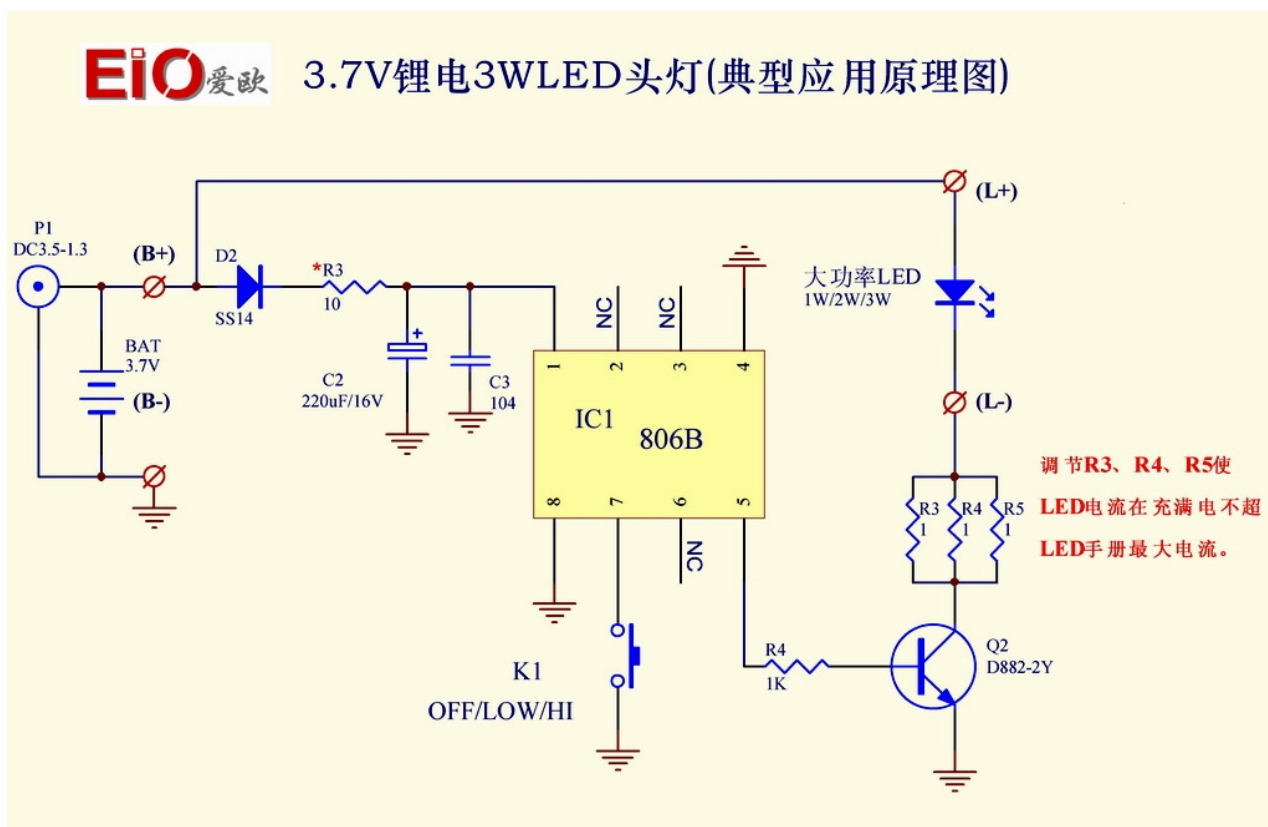 EiO爱欧
3.7V锂电3WLED头灯(典型应用原理图)
(L+)
P1
DC3.5-1.3
(B+)
D2
SS14
*R3
10
大功率LED
1W/2W/3W
NC
NC
BAT
3.7V
(B-)
+
C2
220uF/16V
C3
104
1
2
3
4
IC1
806B
8
7
6
5
NC
(L-)
R3
1
R4
1
R5
1
调节R3、R4、R5使
LED电流在充满电不超
LED手册最大电流。
K1
OFF/LOW/HI
R4
1K
Q2
D882-2Y